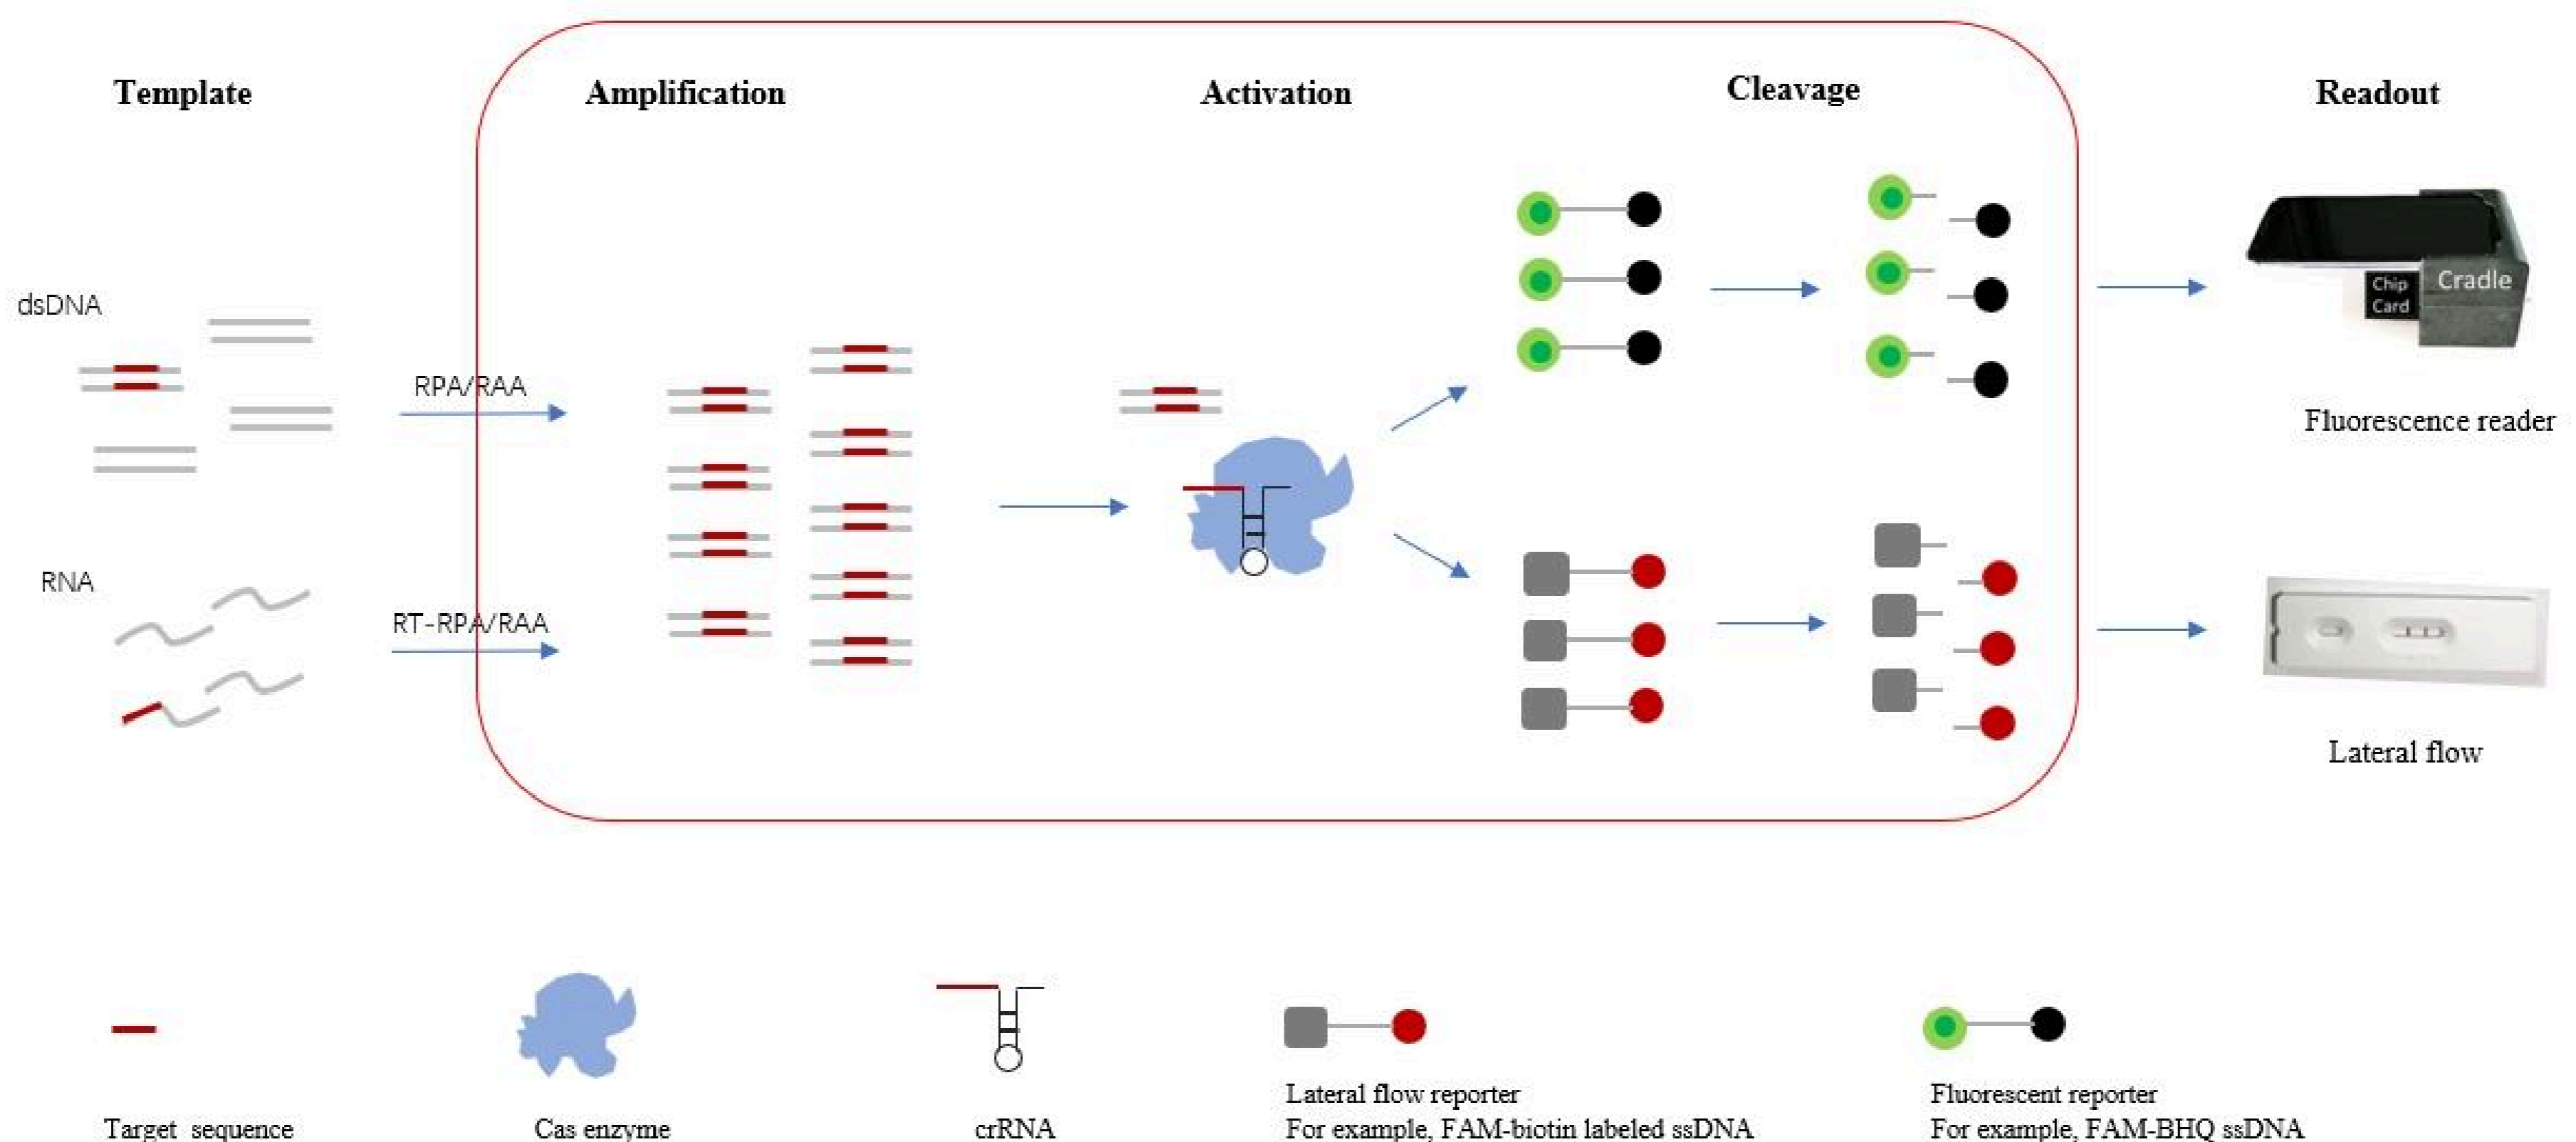 Template
Amplification
Activation
Cleavage
Readout
dsDNA
RPA/RAA
Chip
Card
Cradle
Fluorescence reader
RNA
RT-RPA/RAA
Lateral flow
Target sequence
Cas enzyme
crRNA
Lateral flow reporter
For example, FAM-biotin labeled ssDNA
Fluorescent reporter
For example, FAM-BHQ ssDNA